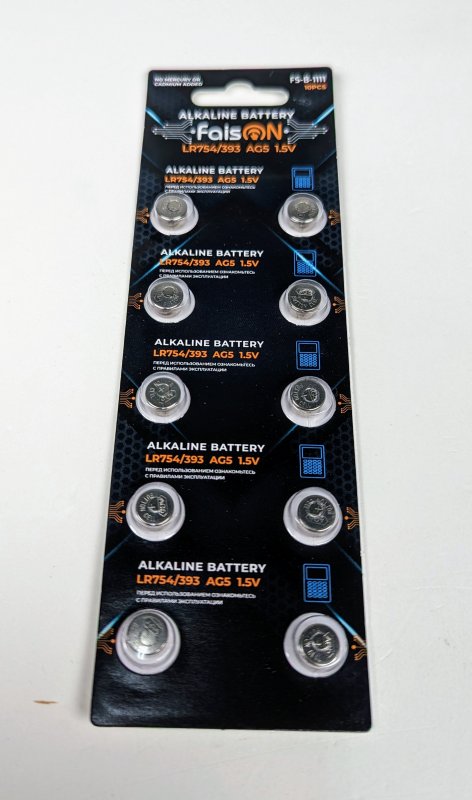 NO MERCURY OR
CADMIUM ADDED
FS-B-1111
10PCS
ALKALINE BATTERY
FaisON
LR754/393 AG5 1.5V
ALKALINE BATTERY
LR754/393 AG5 1.5V
ПЕРЕД ИСПОЛЬЗОВАНИЕМ ОЗНАКОМЬТЕСЬ
С ПРАВИЛАМИ ЭКСПЛУАТАЦИИ
ALKALINE BATTERY
LR754/393 AG5 1.5V
ПЕРЕД ИСПОЛЬЗОВАНИЕМ ОЗНАКОМЬТЕСЬ
С ПРАВИЛАМИ ЭКСПЛУАТАЦИИ
ALKALINE BATTERY
LR754/393 AG5 1.5V
ПЕРЕД ИСПОЛЬЗОВАНИЕМ ОЗНАКОМЬТЕСЬ
С ПРАВИЛАМИ ЭКСПЛУАТАЦИИ
ALKALINE BATTERY
LR754/393 AG5 1.5V
ПЕРЕД ИСПОЛЬЗОВАНИЕМ ОЗНАКОМЬТЕСЬ
С ПРАВИЛАМИ ЭКСПЛУАТАЦИИ
ALKALINE BATTERY
LR754/393 AG5 1.5V
ПЕРЕД ИСПОЛЬЗОВАНИЕМ ОЗНАКОМЬТЕСЬ
С ПРАВИЛАМИ ЭКСПЛУАТАЦИИ